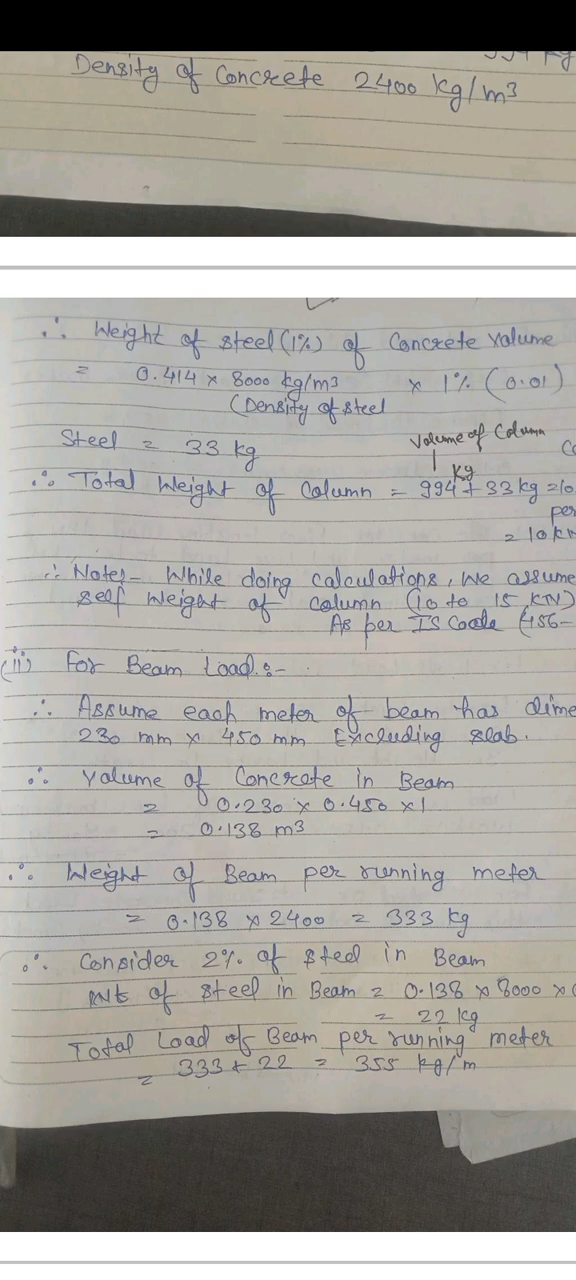 Density of Concrete 2400 kg/m³
∴ Weight of steel (1%) of Concrete Volume
= 0.414 × 8000 kg/m³ × 1% (0.01)
(Density of steel
Steel = 33 kg
Volume of Column
∴ Total Weight of Column = 994 kg + 33 kg = 10
per
= 10 kN
∴ Note:- While doing calculations, We assume
self Weight of column (10 to 15 KN)
As per IS Code (456-
(ii) For Beam Load :-
∴ Assume each meter of beam has dime
230 mm × 450 mm Excluding slab.
∴ Volume of Concrete in Beam
= 0.230 × 0.450 × 1
= 0.138 m³
∴ Weight of Beam per running meter
= 0.138 × 2400 = 333 kg
∴ Consider 2% of steel in Beam
Wt of steel in Beam = 0.138 × 8000 ×
= 22 kg
Total Load of Beam per running meter
= 333 + 22 = 355 kg/m